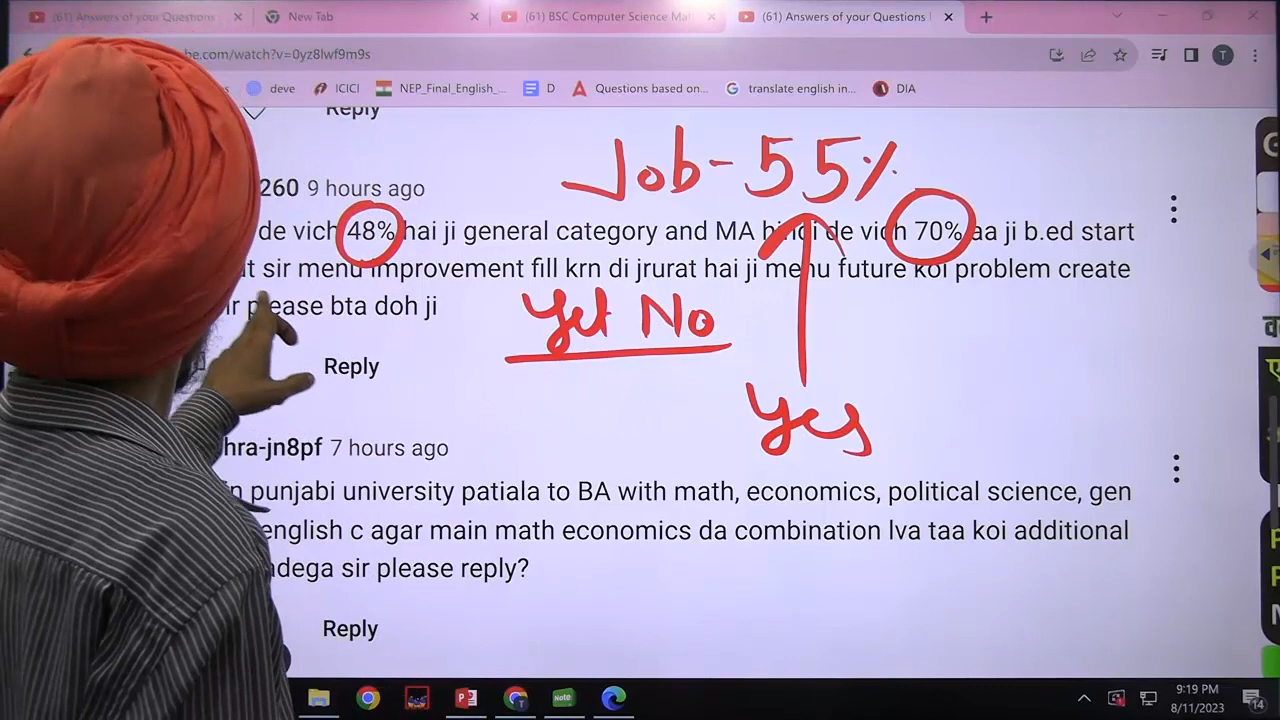 (61) Answers of your Questions
New Tab
(61) BSC Computer Science Mat
(61) Answers of your Questions
be.com/watch?v=0yz8lwf9m9s
T
deve
ICICI
NEP_Final_English_...
D
Questions based on...
translate english in...
DIA
Reply
Job-55%
260 9 hours ago
de vich 48% hai ji general category and MA hindi de vich 70% aa ji b.ed start
sir menu improvement fill krn di jrurat hai ji menu future koi problem create
please bta doh ji
Yet No
Reply
Yes
hra-jn8pf 7 hours ago
in punjabi university patiala to BA with math, economics, political science, gen
english c agar main math economics da combination lva taa koi additional
adega sir please reply?
Reply
Note
9:19 PM
8/11/2023
14